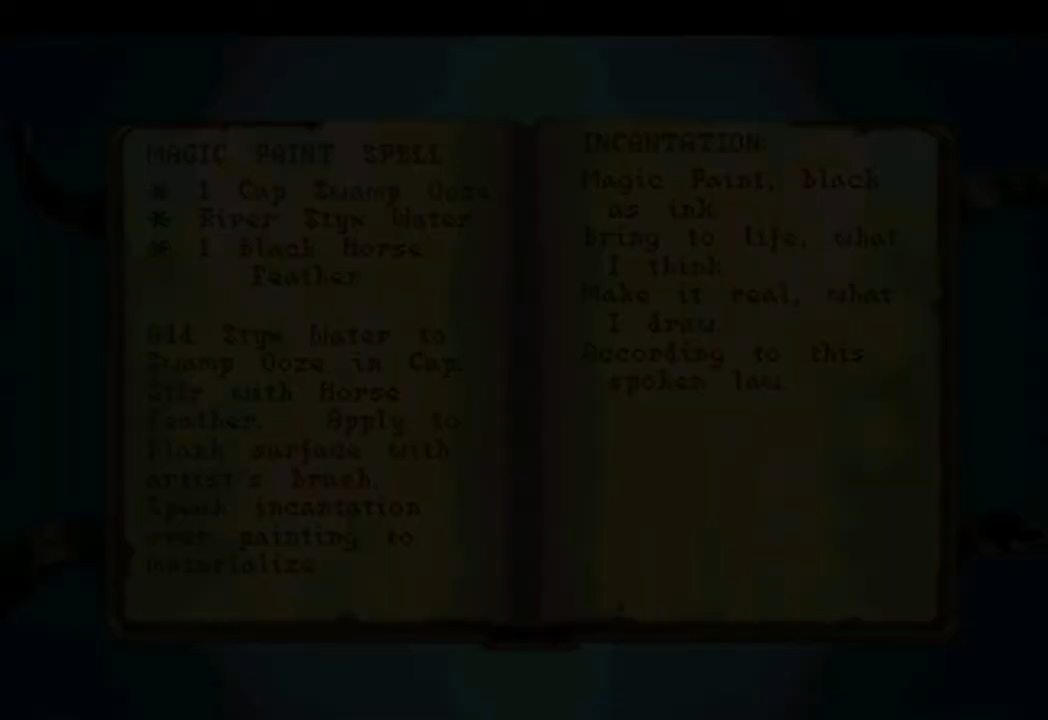 MAGIC PAINT SPELL
* 1 Cap Swamp Ooze
* River Styx Water
* 1 Black Horse
Feather
Add Styx Water to
Swamp Ooze in Cap.
Stir with Horse
Feather. Apply to
blank surface with
artist's brush.
Speak incantation
over painting to
materialize
INCANTATION:
Magic Paint, black
as ink.
Bring to life, what
I think.
Make it real, what
I draw.
According to this
spoken law.